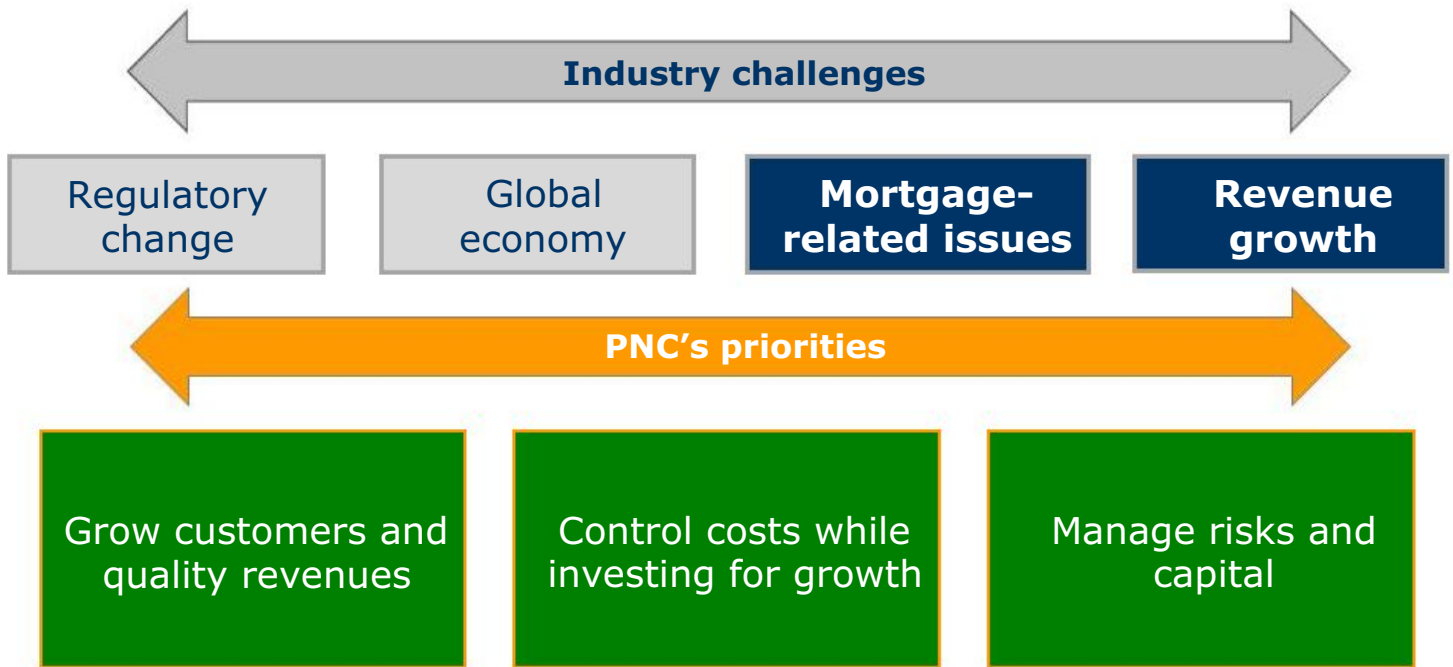 Industry challenges
Regulatory
change
Global
economy
Mortgage-
related issues
Revenue
growth
PNC’s priorities
Grow customers and
quality revenues
Control costs while
investing for growth
Manage risks and
capital